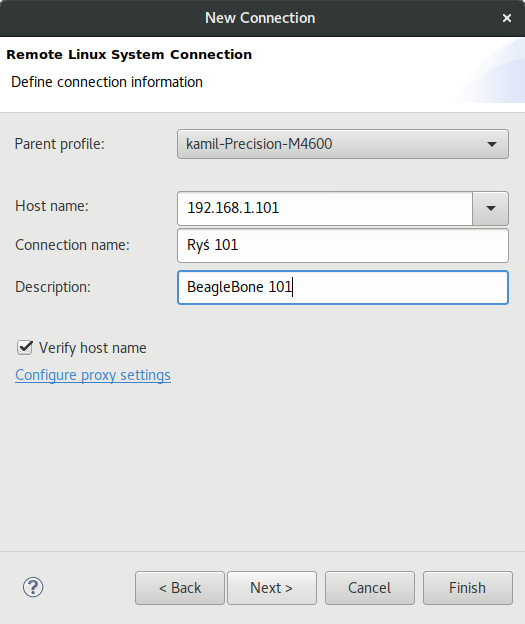 New Connection
Remote Linux System Connection
Define connection information
Parent profile: kamil-Precision-M4600
Host name: 192.168.1.101
Connection name: Ryś 101
Description: BeagleBone 101
Verify host name
Configure proxy settings
? < Back Next > Cancel Finish